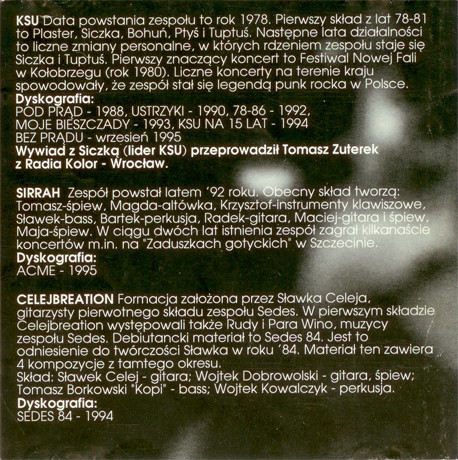 KSU Data powstania zespołu to rok 1978. Pierwszy skład z lat 78-81
to Plaster, Siczka, Bohuń, Ptyś i Tuptuś. Następne lata działalności
to liczne zmiany personalne, w których rdzeniem zespołu staje się
Siczka i Tuptuś. Pierwszy znaczący koncert to Festiwal Nowej Fali
w Kołobrzegu (rok 1980). Liczne koncerty na terenie kraju
spowodowały, że zespół stał się legendą punk rocka w Polsce.
Dyskografia:
POD PRĄD - 1988, USTRZYKI - 1990, 78-86 - 1992,
MOJE BIESZCZADY - 1993, KSU NA 15 LAT - 1994
BEZ PRĄDU - wrzesień 1995
Wywiad z Siczką (lider KSU) przeprowadził Tomasz Zuterek
z Radia Kolor - Wrocław.
SIRRAH Zespół powstał latem '92 roku. Obecny skład tworzą:
Tomasz-śpiew, Magda-altówka, Krzysztof-instrumenty klawiszowe,
Sławek-bass, Bartek-perkusja, Radek-gitara, Maciej-gitara i śpiew,
Maja-śpiew. W ciągu dwóch lat istnienia zespół zagrał kilkanaście
koncertów m.in. na "Zaduszkach gotyckich" w Szczecinie.
Dyskografia:
ACME - 1995
CELEJBREATION Formacja założona przez Sławka Celeja,
gitarzysty pierwotnego składu zespołu Sedes. W pierwszym składzie
Celejbreation występowali także Rudy i Para Wino, muzycy
zespołu Sedes. Debiutancki materiał to Sedes 84. Jest to
odniesienie do twórczości Sławka w roku '84. Materiał ten zawiera
4 kompozycje z tamtego okresu.
Skład: Sławek Celej - gitara; Wojtek Dobrowolski - gitara, śpiew;
Tomasz Borkowski "Kopi" - bass; Wojtek Kowalczyk - perkusja.
Dyskografia:
SEDES 84 - 1994